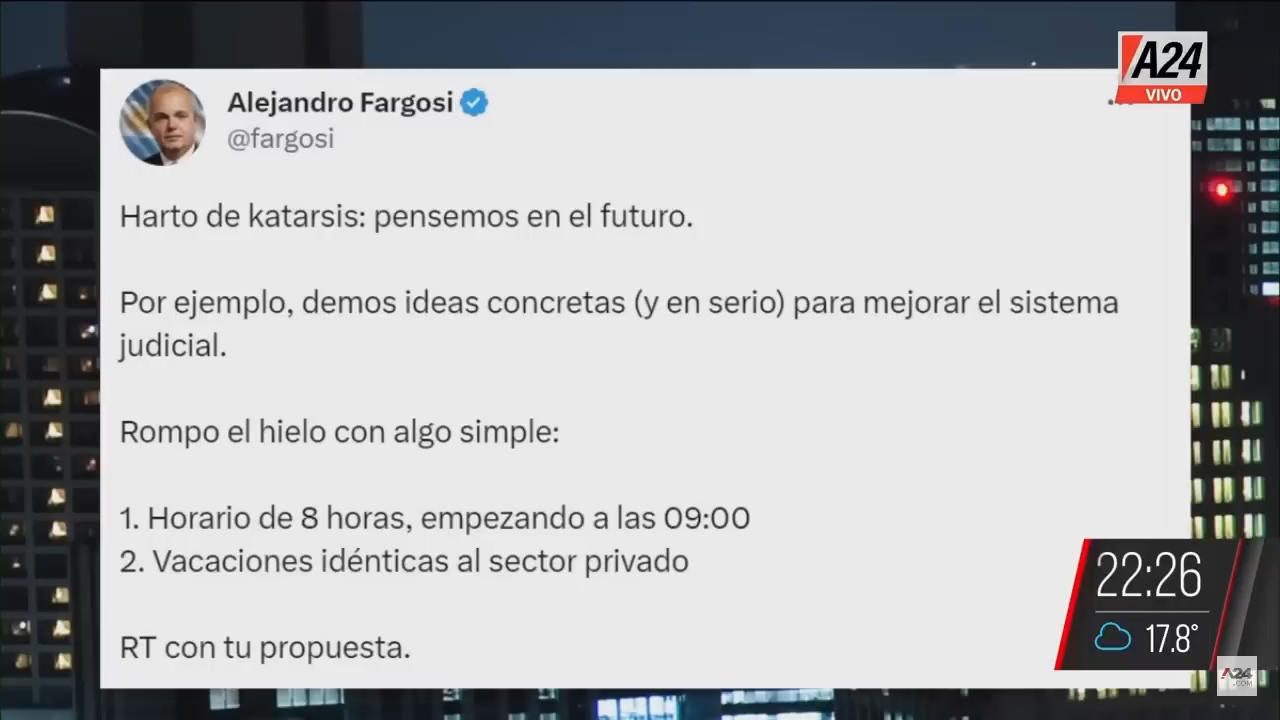 A24
VIVO
Alejandro Fargosi
@fargosi
Harto de katarsis: pensemos en el futuro.
Por ejemplo, demos ideas concretas (y en serio) para mejorar el sistema
judicial.
Rompo el hielo con algo simple:
1. Horario de 8 horas, empezando a las 09:00
2. Vacaciones idénticas al sector privado
RT con tu propuesta.
22:26
17.8°
A24
.COM